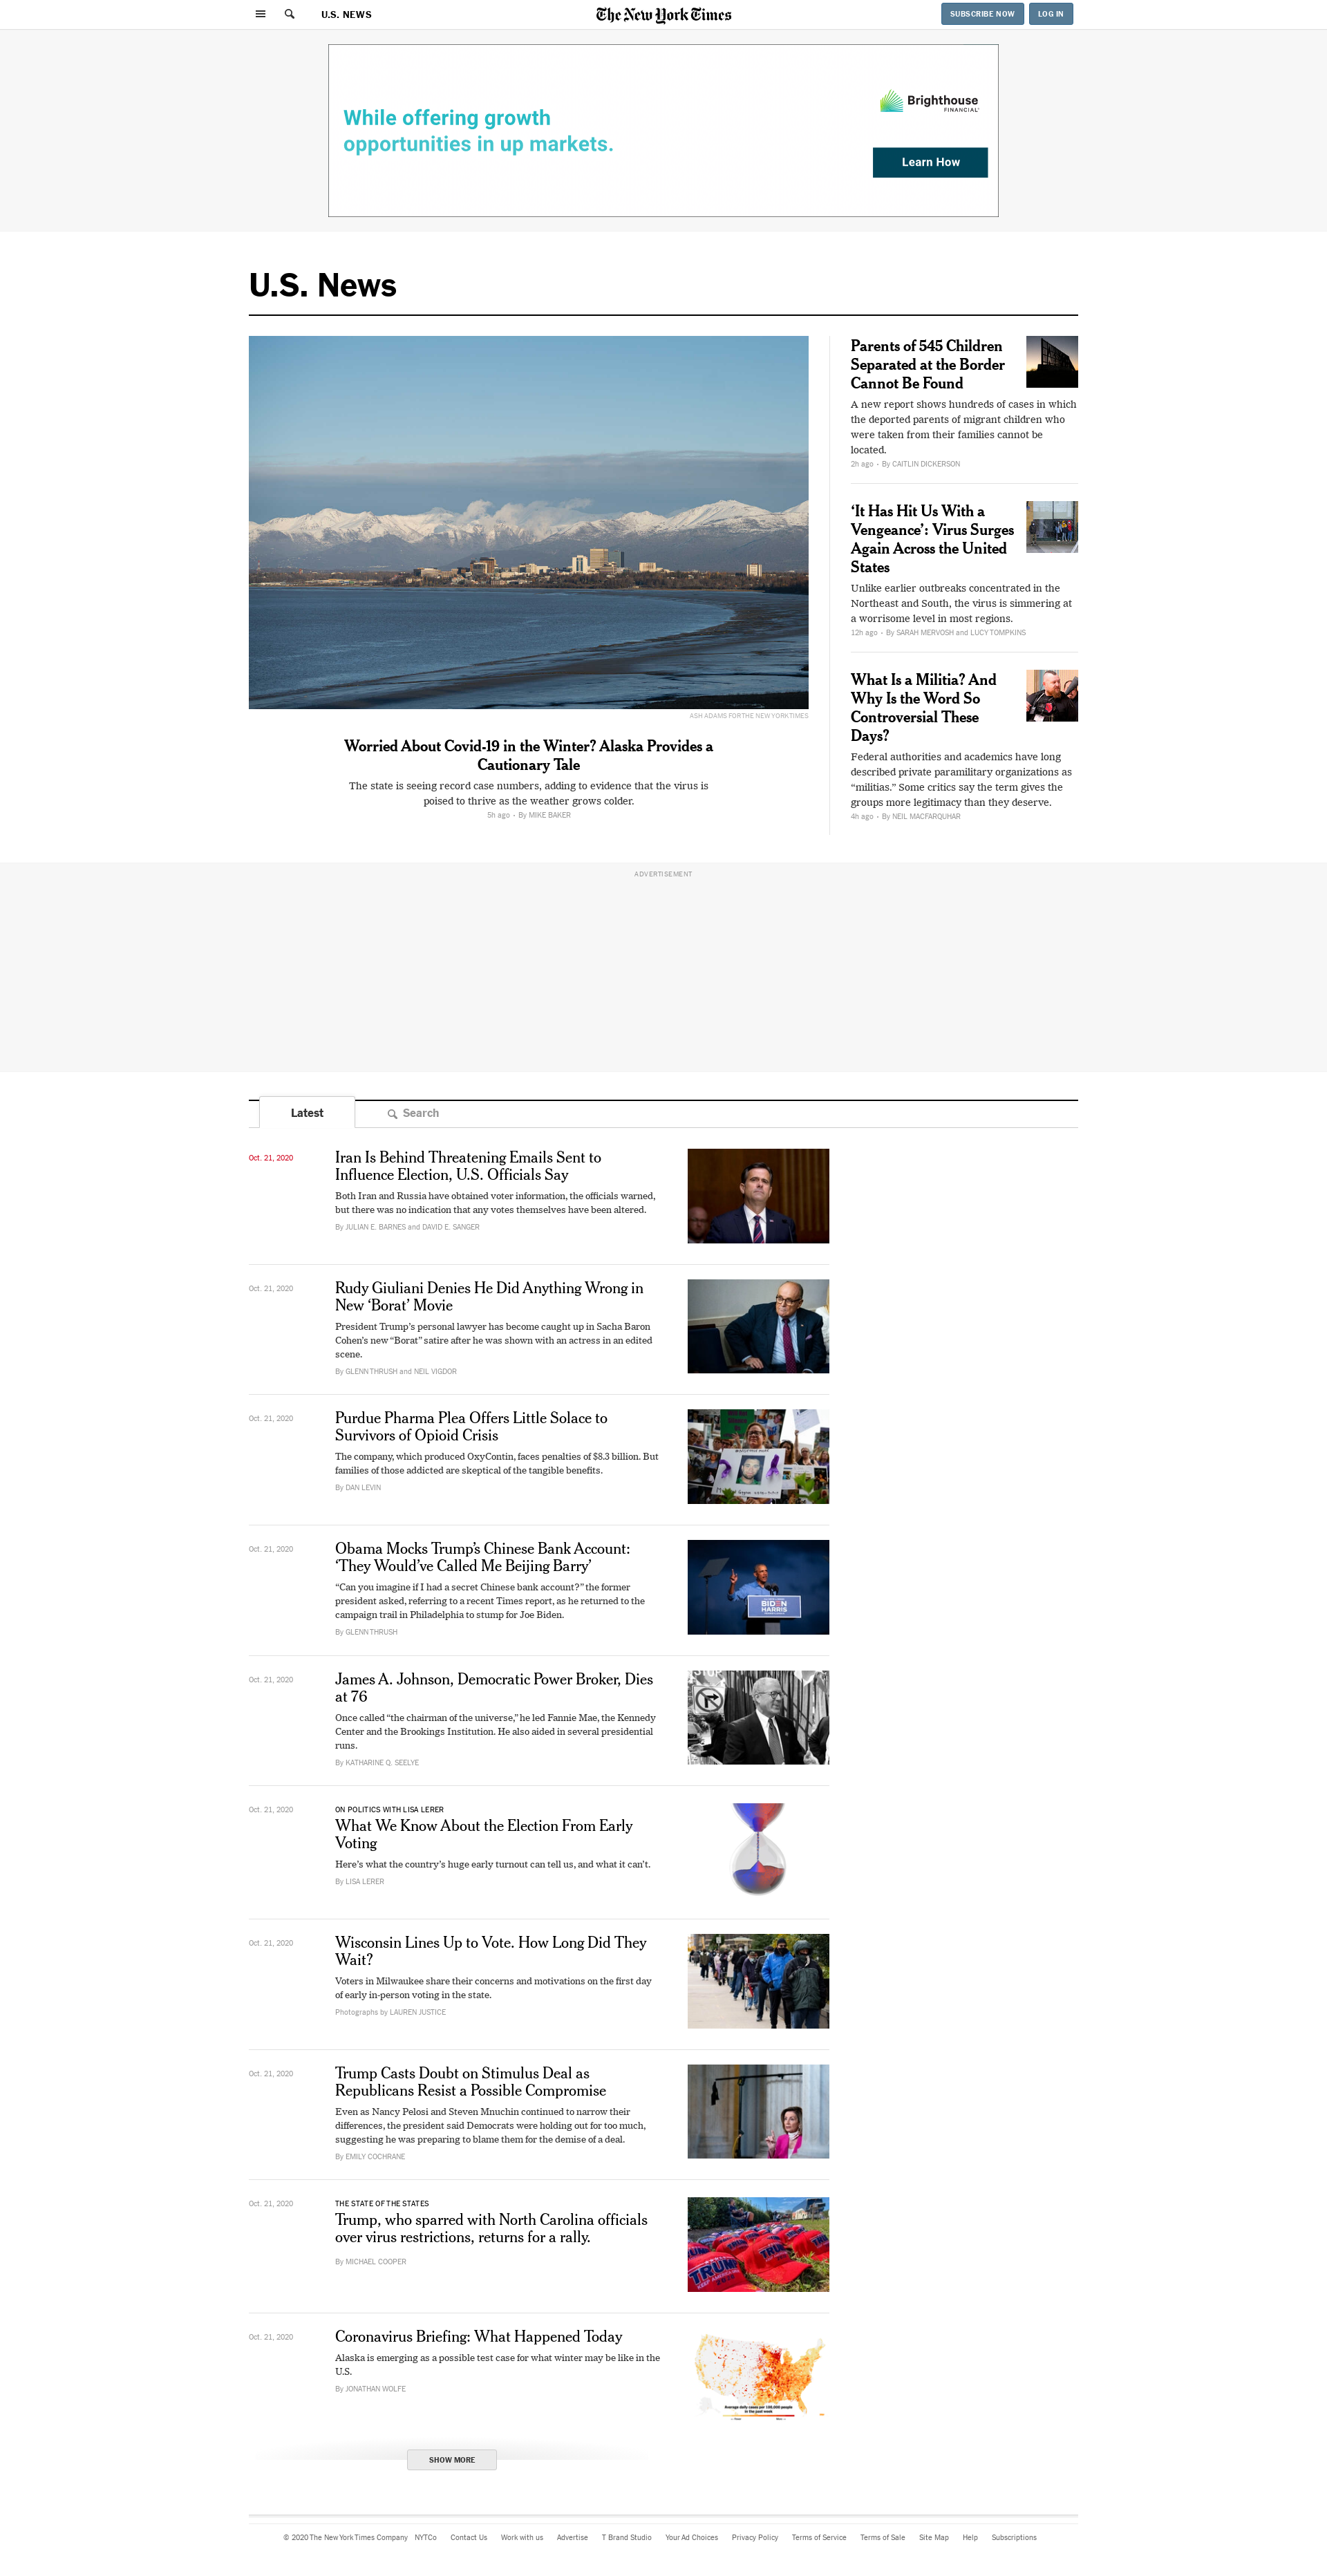 U.S. NEWS
The New York Times
SUBSCRIBE NOW
LOG IN
While offering growth
opportunities in up markets.
Brighthouse
FINANCIAL
Learn How
U.S. News
ASH ADAMS FOR THE NEW YORK TIMES
Worried About Covid-19 in the Winter? Alaska Provides a
Cautionary Tale
The state is seeing record case numbers, adding to evidence that the virus is
poised to thrive as the weather grows colder.
5h ago • By MIKE BAKER
Parents of 545 Children
Separated at the Border
Cannot Be Found
A new report shows hundreds of cases in which
the deported parents of migrant children who
were taken from their families cannot be
located.
2h ago • By CAITLIN DICKERSON
‘It Has Hit Us With a
Vengeance’: Virus Surges
Again Across the United
States
Unlike earlier outbreaks concentrated in the
Northeast and South, the virus is simmering at
a worrisome level in most regions.
12h ago • By SARAH MERVOSH and LUCY TOMPKINS
What Is a Militia? And
Why Is the Word So
Controversial These
Days?
Federal authorities and academics have long
described private paramilitary organizations as
“militias.” Some critics say the term gives the
groups more legitimacy than they deserve.
4h ago • By NEIL MACFARQUHAR
ADVERTISEMENT
Latest
Search
Oct. 21, 2020
Iran Is Behind Threatening Emails Sent to
Influence Election, U.S. Officials Say
Both Iran and Russia have obtained voter information, the officials warned,
but there was no indication that any votes themselves have been altered.
By JULIAN E. BARNES and DAVID E. SANGER
Oct. 21, 2020
Rudy Giuliani Denies He Did Anything Wrong in
New ‘Borat’ Movie
President Trump’s personal lawyer has become caught up in Sacha Baron
Cohen’s new “Borat” satire after he was shown with an actress in an edited
scene.
By GLENN THRUSH and NEIL VIGDOR
Oct. 21, 2020
Purdue Pharma Plea Offers Little Solace to
Survivors of Opioid Crisis
The company, which produced OxyContin, faces penalties of $8.3 billion. But
families of those addicted are skeptical of the tangible benefits.
By DAN LEVIN
Oct. 21, 2020
Obama Mocks Trump’s Chinese Bank Account:
‘They Would’ve Called Me Beijing Barry’
“Can you imagine if I had a secret Chinese bank account?” the former
president asked, referring to a recent Times report, as he returned to the
campaign trail in Philadelphia to stump for Joe Biden.
By GLENN THRUSH
BIDEN
HARRIS
Oct. 21, 2020
James A. Johnson, Democratic Power Broker, Dies
at 76
Once called “the chairman of the universe,” he led Fannie Mae, the Kennedy
Center and the Brookings Institution. He also aided in several presidential
runs.
By KATHARINE Q. SEELYE
STOP
Oct. 21, 2020
ON POLITICS WITH LISA LERER
What We Know About the Election From Early
Voting
Here’s what the country’s huge early turnout can tell us, and what it can’t.
By LISA LERER
Oct. 21, 2020
Wisconsin Lines Up to Vote. How Long Did They
Wait?
Voters in Milwaukee share their concerns and motivations on the first day
of early in-person voting in the state.
Photographs by LAUREN JUSTICE
Oct. 21, 2020
Trump Casts Doubt on Stimulus Deal as
Republicans Resist a Possible Compromise
Even as Nancy Pelosi and Steven Mnuchin continued to narrow their
differences, the president said Democrats were holding out for too much,
suggesting he was preparing to blame them for the demise of a deal.
By EMILY COCHRANE
Oct. 21, 2020
THE STATE OF THE STATES
Trump, who sparred with North Carolina officials
over virus restrictions, returns for a rally.
By MICHAEL COOPER
TRUMP
TRUMP
Oct. 21, 2020
Coronavirus Briefing: What Happened Today
Alaska is emerging as a possible test case for what winter may be like in the
U.S.
By JONATHAN WOLFE
Average daily cases per 100,000 people
in the past week
SHOW MORE
© 2020 The New York Times Company NYTCo Contact Us Work with us Advertise T Brand Studio Your Ad Choices Privacy Policy Terms of Service Terms of Sale Site Map Help Subscriptions